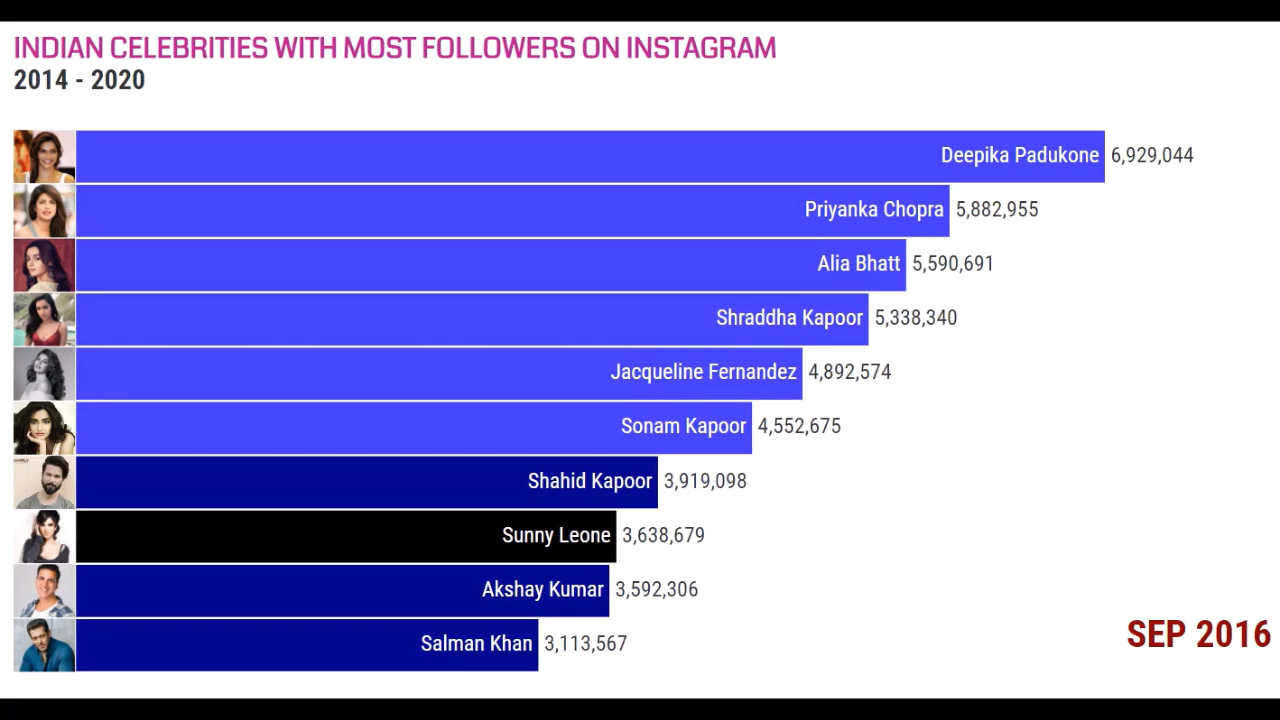 INDIAN CELEBRITIES WITH MOST FOLLOWERS ON INSTAGRAM
2014 - 2020
Deepika Padukone 6,929,044
Priyanka Chopra 5,882,955
Alia Bhatt 5,590,691
Shraddha Kapoor 5,338,340
Jacqueline Fernandez 4,892,574
Sonam Kapoor 4,552,675
Shahid Kapoor 3,919,098
Sunny Leone 3,638,679
Akshay Kumar 3,592,306
Salman Khan 3,113,567
SEP 2016